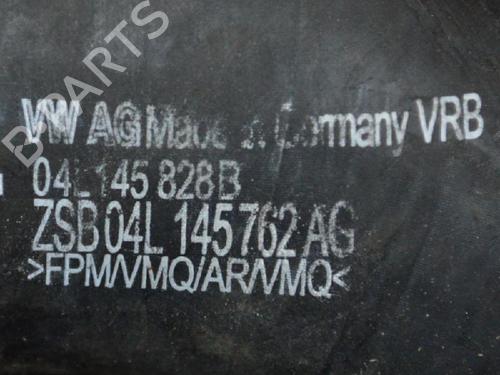 B-PARTS
VW AG Made in Germany VRB
04L 145 828 B
ZSB 04L 145 762 AG
>FPM/VMQ/AR/VMQ<